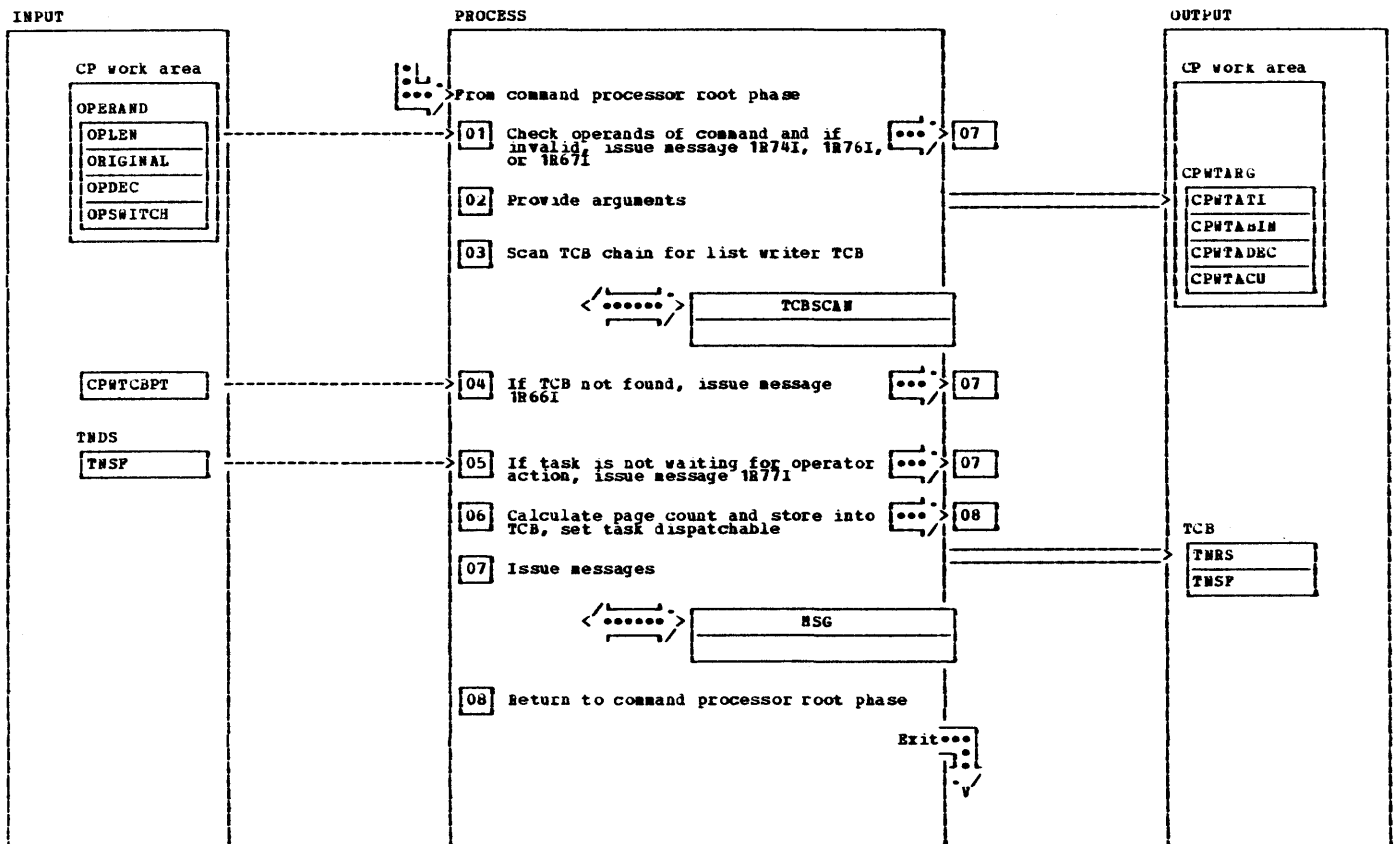 INPUT
PROCESS
OUTPUT
CP work area
OPERAND
OPLEN
ORIGINAL
OPDEC
OPSWITCH
CPWTCBPT
TNDS
TNSF
From command processor root phase
01 Check operands of command and if
invalid, issue message 1R74I, 1R76I,
or 1R67I
07
02 Provide arguments
03 Scan TCB chain for list writer TCB
TCBSCAN
04 If TCB not found, issue message
1R66I
07
05 If task is not waiting for operator
action, issue message 1R77I
07
06 Calculate page count and store into
TCB, set task dispatchable
08
07 Issue messages
MSG
08 Return to command processor root phase
Exit
CP work area
CPWTARG
CPWTATI
CPWTABIN
CPWTADEC
CPWTACU
TCB
TNRS
TNSF